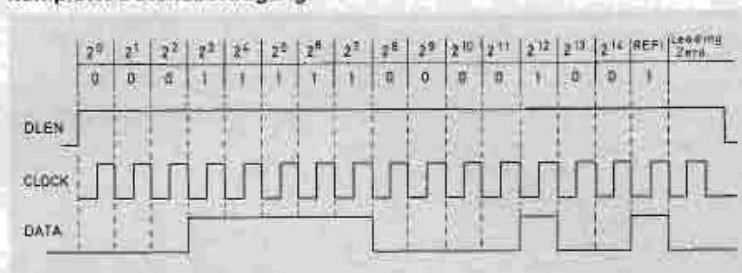 2⁰ 2¹ 2² 2³ 2⁴ 2⁵ 2⁶ 2⁷ 2⁸ 2⁹ 2¹⁰ 2¹¹ 2¹² 2¹³ 2¹⁴ REFI Leading Zero
0 0 0 1 1 1 1 1 0 0 0 0 1 0 0 1
DLEN
CLOCK
DATA